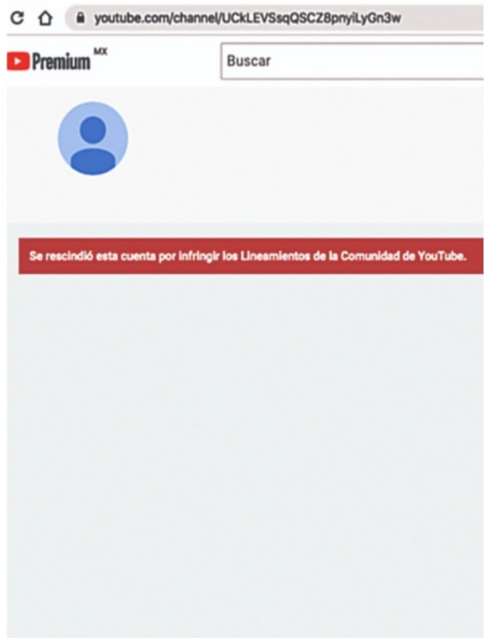 youtube.com/channel/UCkLEVSsqQSCZ8pnyiLyGn3w
Premium MX
Buscar
Se rescindió esta cuenta por infringir los Lineamientos de la Comunidad de YouTube.